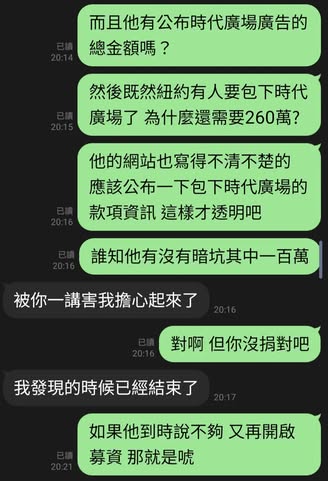 而且他有公布時代廣場廣告的
總金額嗎？
已讀
20:14
然後既然紐約有人要包下時代
廣場了 為什麼還需要260萬?
已讀
20:15
他的網站也寫得不清不楚的
應該公布一下包下時代廣場的
款項資訊 這樣才透明吧
已讀
20:16
誰知他有沒有暗坑其中一百萬
已讀
20:16
被你一講害我擔心起來了
20:16
對啊 但你沒捐對吧
已讀
20:16
我發現的時候已經結束了
20:17
如果他到時說不夠 又再開啟
募資 那就是唬
已讀
20:21